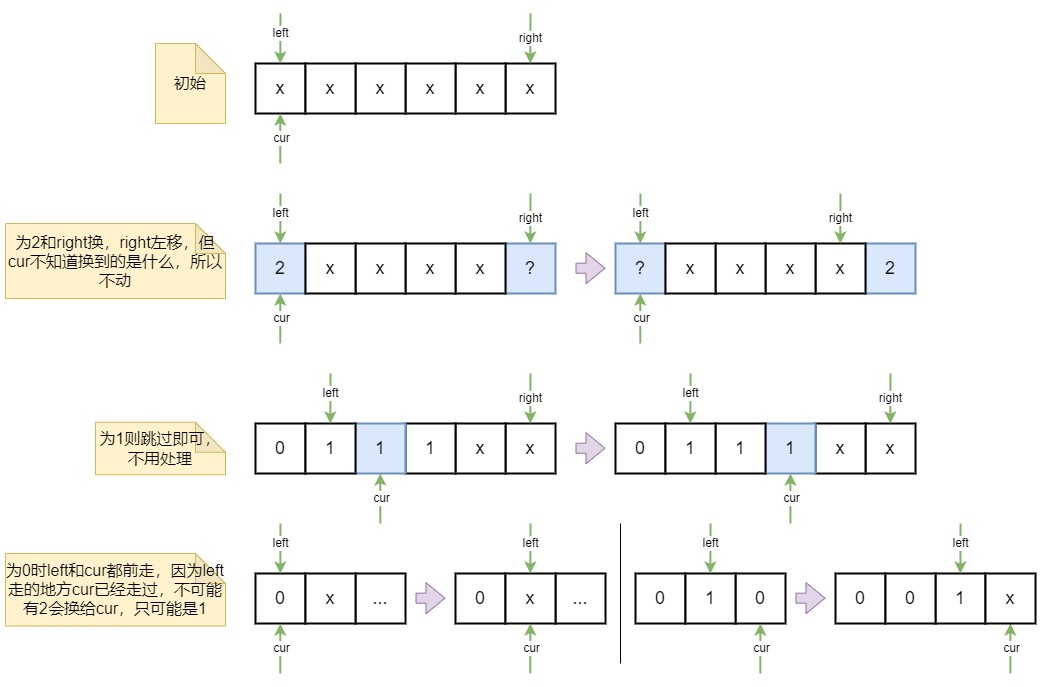 left
right
初始
x x x x x x
cur
left
right
left
right
为2和right换，right左移，但
cur不知道换到的是什么，所以
不动
2 x x x x ?
? x x x x 2
cur
cur
left
right
left
right
为1则跳过即可，
不用处理
0 1 1 1 x x
0 1 1 1 x x
cur
cur
left
left
left
left
为0时left和cur都前走，因为left
走的地方cur已经走过，不可能
有2会换给cur，只可能是1
0 x ...
0 x ...
0 1 0
0 0 1 x
cur
cur
cur
cur